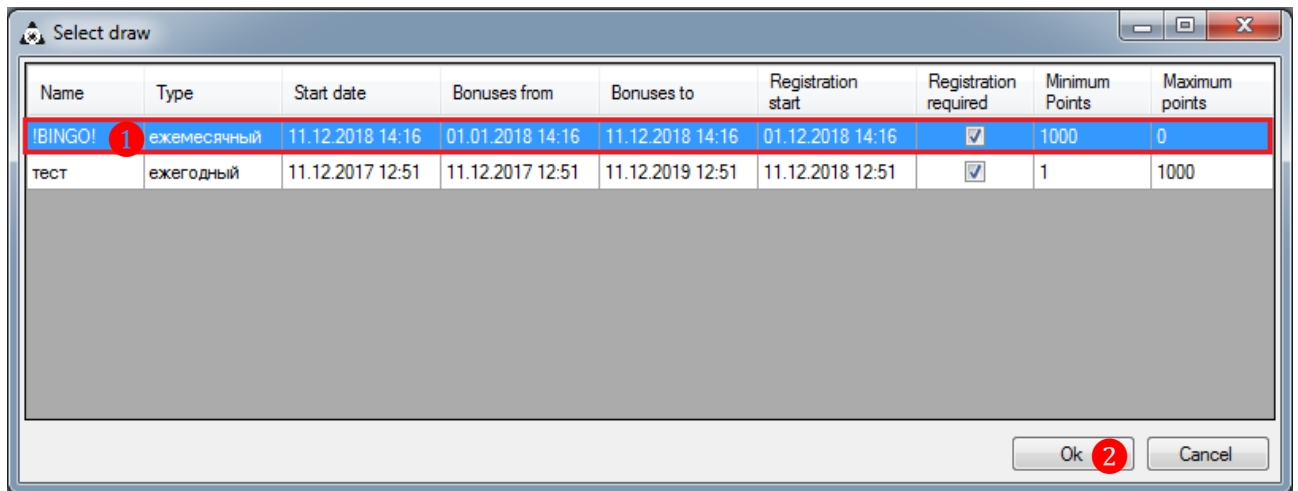 Select draw
Name Type Start date Bonuses from Bonuses to Registration start Registration required Minimum Points Maximum points
!BINGO! 1 ежемесячный 11.12.2018 14:16 01.01.2018 14:16 11.12.2018 14:16 01.12.2018 14:16 1000 0
тест ежегодный 11.12.2017 12:51 11.12.2017 12:51 11.12.2019 12:51 11.12.2018 12:51 1 1000
Ok 2 Cancel